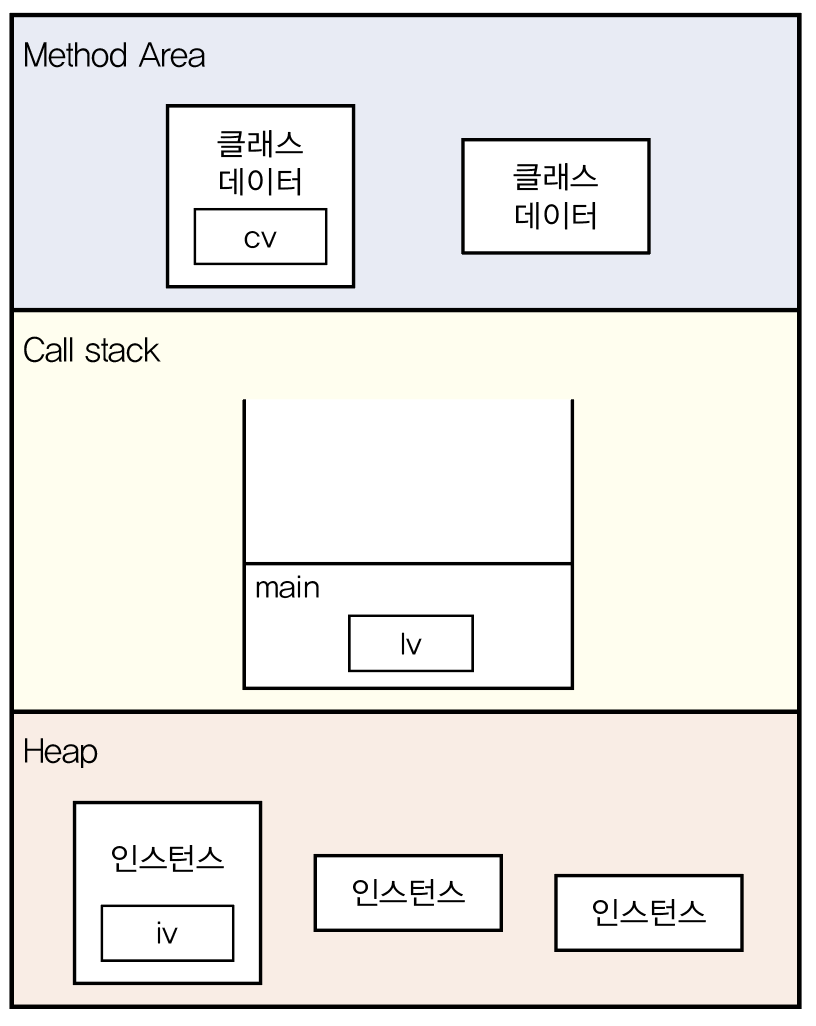 Method Area
클래스
데이터
cv
클래스
데이터
Call stack
main
lv
Heap
인스턴스
iv
인스턴스
인스턴스